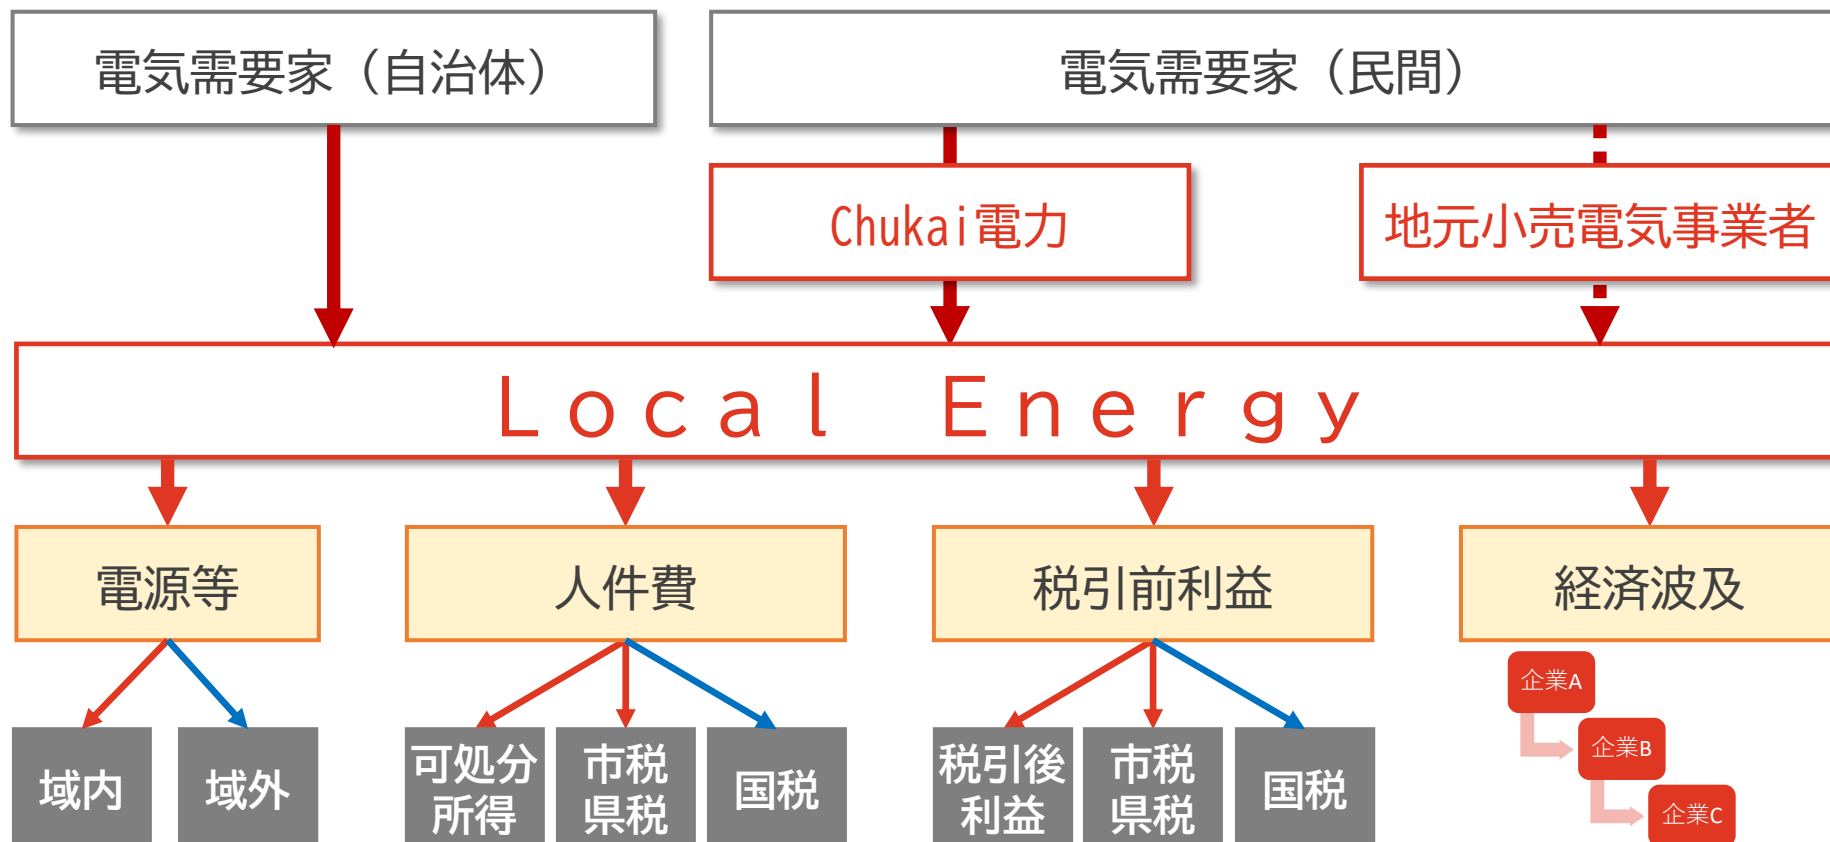 電気需要家（自治体）
電気需要家（民間）
Chukai電力
地元小売電気事業者
Ｌｏｃａｌ　Ｅｎｅｒｇｙ
電源等
人件費
税引前利益
経済波及
企業A
企業B
企業C
域内
域外
可処分
所得
市税
県税
国税
税引後
利益
市税
県税
国税